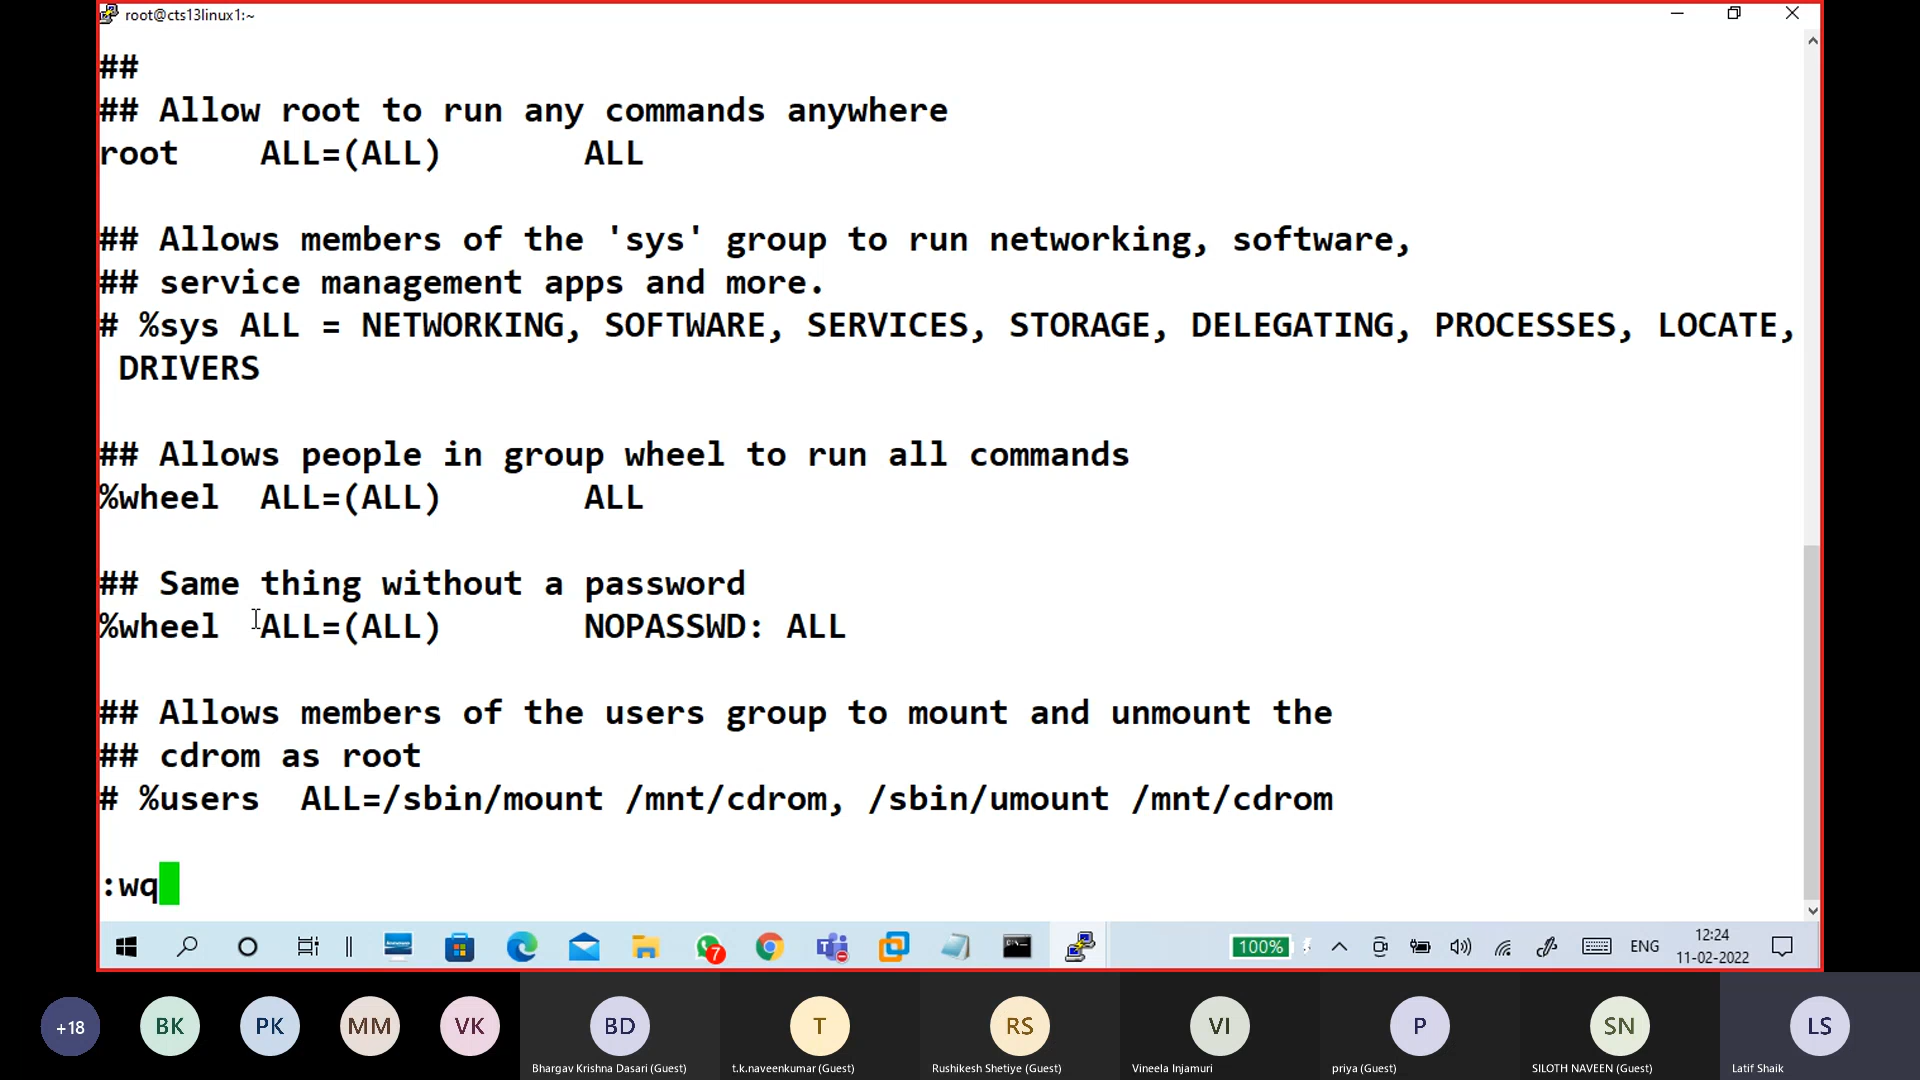 root@cts13linux1:~
##
## Allow root to run any commands anywhere
root    ALL=(ALL)       ALL
## Allows members of the 'sys' group to run networking, software,
## service management apps and more.
# %sys ALL = NETWORKING, SOFTWARE, SERVICES, STORAGE, DELEGATING, PROCESSES, LOCATE,
 DRIVERS
## Allows people in group wheel to run all commands
%wheel  ALL=(ALL)       ALL
## Same thing without a password
%wheel  ALL=(ALL)       NOPASSWD: ALL
## Allows members of the users group to mount and unmount the
## cdrom as root
# %users  ALL=/sbin/mount /mnt/cdrom, /sbin/umount /mnt/cdrom
:wq
7
100%
ENG
12:24
11-02-2022
+18
BK
PK
MM
VK
BD
T
RS
VI
P
SN
LS
Bhargav Krishna Dasari (Guest)
t.k.naveenkumar (Guest)
Rushikesh Shetiye (Guest)
Vineela Injamuri
priya (Guest)
SILOTH NAVEEN (Guest)
Latif Shaik